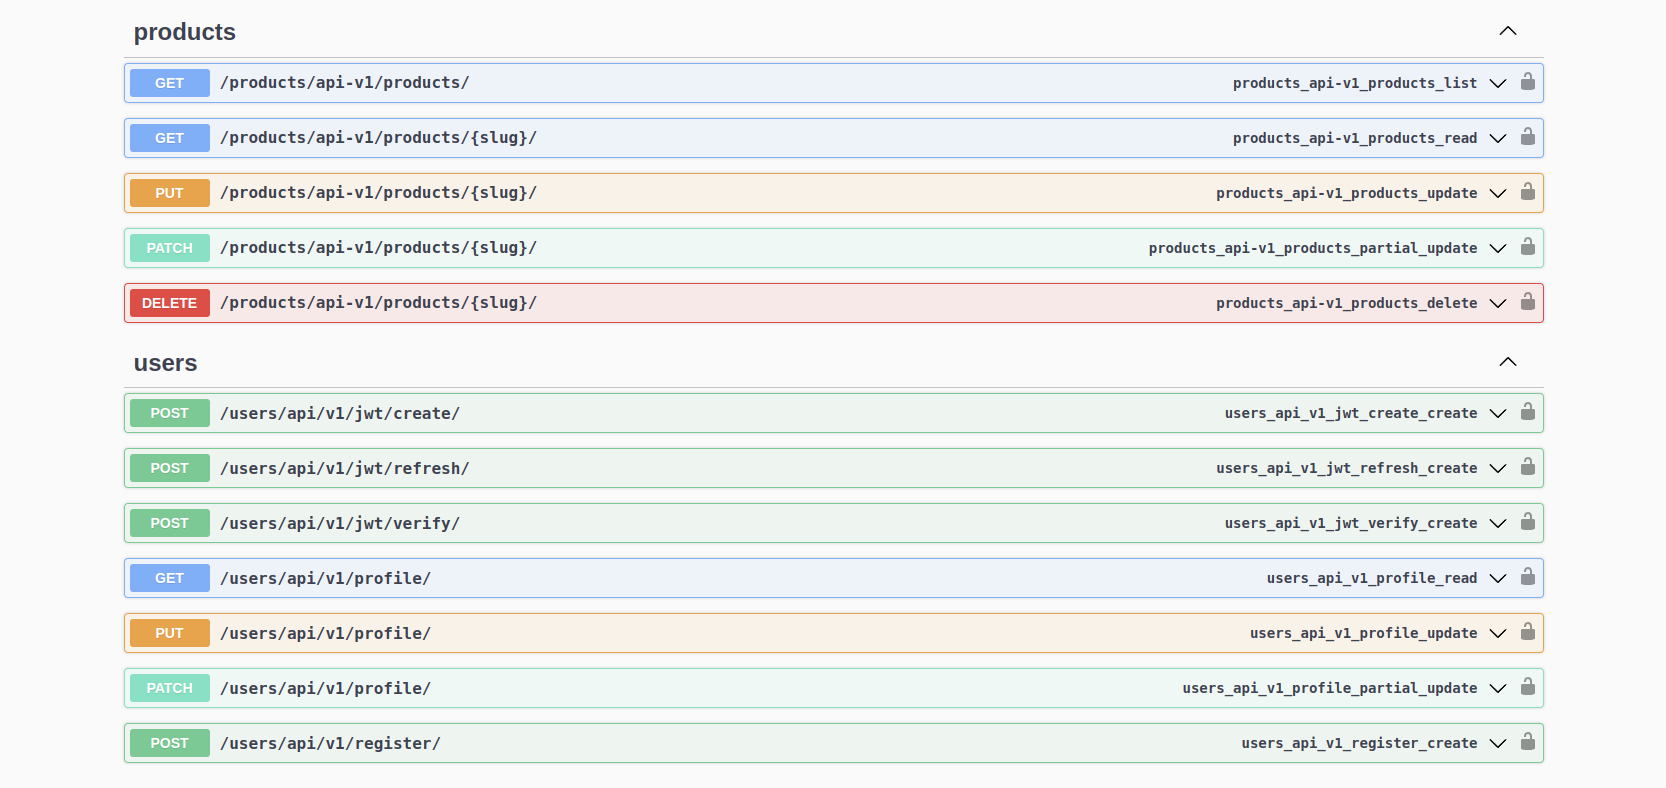 products
GET /products/api-v1/products/ products_api-v1_products_list
GET /products/api-v1/products/{slug}/ products_api-v1_products_read
PUT /products/api-v1/products/{slug}/ products_api-v1_products_update
PATCH /products/api-v1/products/{slug}/ products_api-v1_products_partial_update
DELETE /products/api-v1/products/{slug}/ products_api-v1_products_delete
users
POST /users/api/v1/jwt/create/ users_api_v1_jwt_create_create
POST /users/api/v1/jwt/refresh/ users_api_v1_jwt_refresh_create
POST /users/api/v1/jwt/verify/ users_api_v1_jwt_verify_create
GET /users/api/v1/profile/ users_api_v1_profile_read
PUT /users/api/v1/profile/ users_api_v1_profile_update
PATCH /users/api/v1/profile/ users_api_v1_profile_partial_update
POST /users/api/v1/register/ users_api_v1_register_create